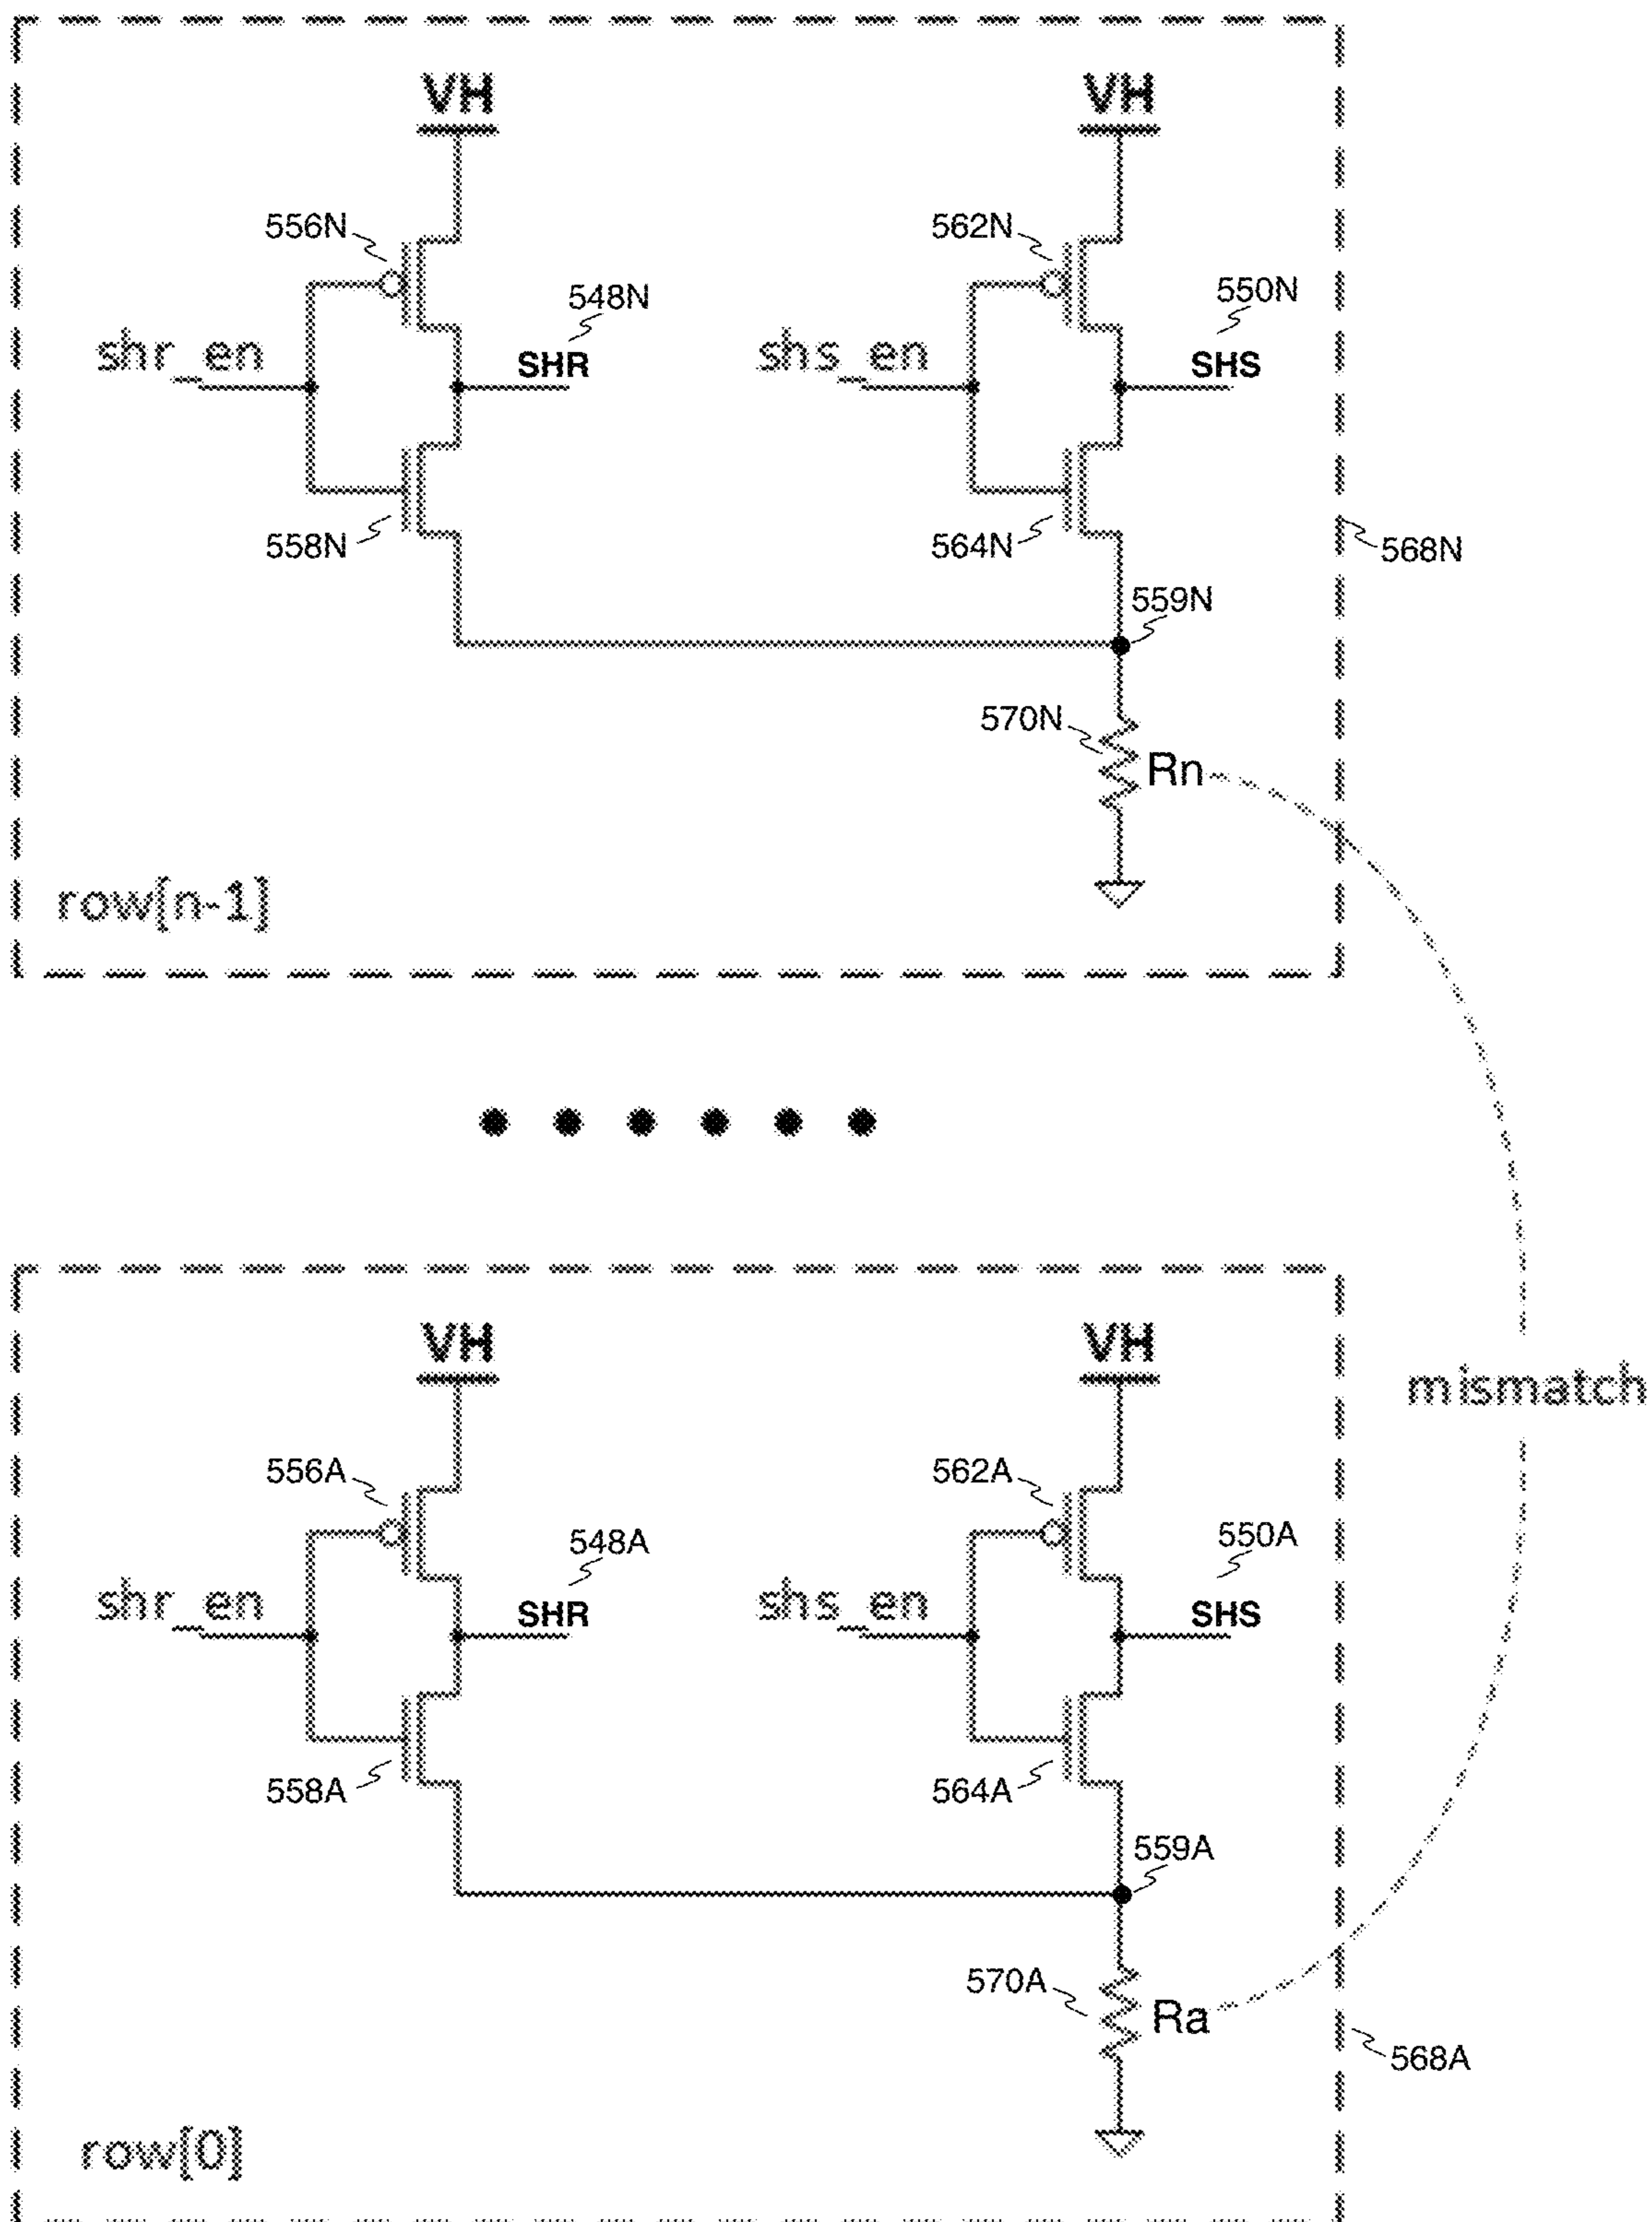 VH VH
556N 562N
548N 550N
shr_en SHR shs_en SHS
558N 564N 568N
559N
570N
Rn
row[n-1]
VH VH
mismatch
556A 562A
548A 550A
shr_en SHR shs_en SHS
558A 564A
559A
570A
Ra
568A
row[0]